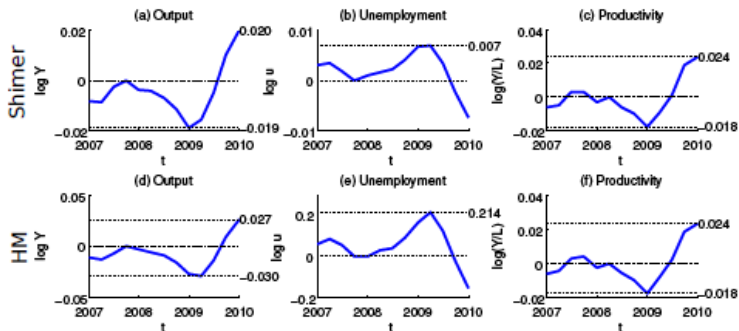 Shimer
(a) Output
log Y
0.02
0
−0.02
0.020
−0.019
2007 2008 2009 2010
t
(b) Unemployment
log u
0.01
0
−0.01
0.007
2007 2008 2009 2010
t
(c) Productivity
log(Y/L)
0.04
0.02
0
−0.02
0.024
−0.018
2007 2008 2009 2010
t
HM
(d) Output
log Y
0.05
0
−0.05
0.027
−0.030
2007 2008 2009 2010
t
(e) Unemployment
log u
0.2
0
−0.2
0.214
2007 2008 2009 2010
t
(f) Productivity
log(Y/L)
0.04
0.02
0
−0.02
0.024
−0.018
2007 2008 2009 2010
t